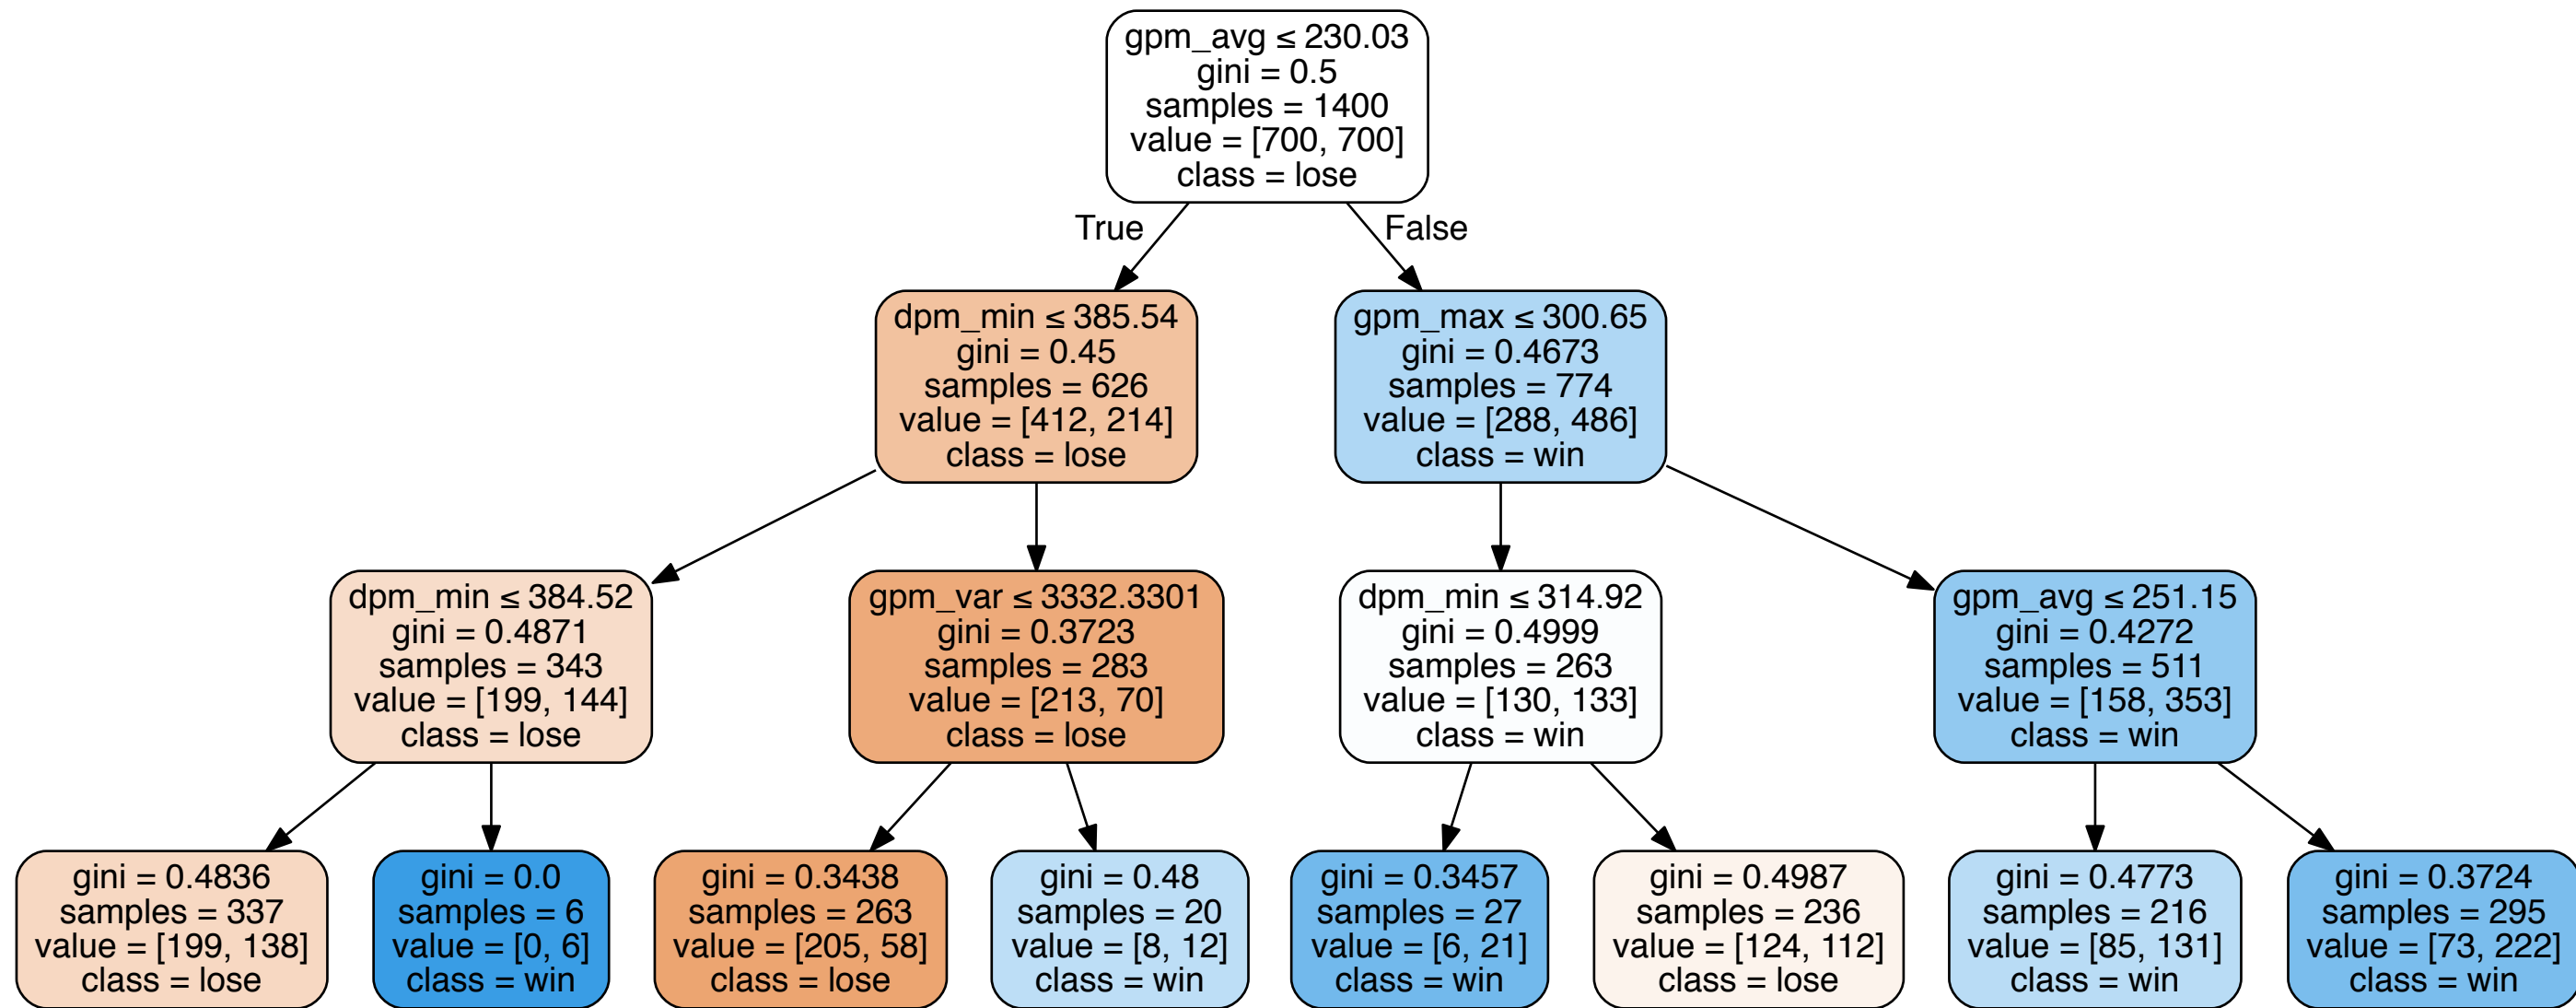 gpm_avg ≤ 230.03
gini = 0.5
samples = 1400
value = [700, 700]
class = lose
True
False
dpm_min ≤ 385.54
gini = 0.45
samples = 626
value = [412, 214]
class = lose
gpm_max ≤ 300.65
gini = 0.4673
samples = 774
value = [288, 486]
class = win
dpm_min ≤ 384.52
gini = 0.4871
samples = 343
value = [199, 144]
class = lose
gpm_var ≤ 3332.3301
gini = 0.3723
samples = 283
value = [213, 70]
class = lose
dpm_min ≤ 314.92
gini = 0.4999
samples = 263
value = [130, 133]
class = win
gpm_avg ≤ 251.15
gini = 0.4272
samples = 511
value = [158, 353]
class = win
gini = 0.4836
samples = 337
value = [199, 138]
class = lose
gini = 0.0
samples = 6
value = [0, 6]
class = win
gini = 0.3438
samples = 263
value = [205, 58]
class = lose
gini = 0.48
samples = 20
value = [8, 12]
class = win
gini = 0.3457
samples = 27
value = [6, 21]
class = win
gini = 0.4987
samples = 236
value = [124, 112]
class = lose
gini = 0.4773
samples = 216
value = [85, 131]
class = win
gini = 0.3724
samples = 295
value = [73, 222]
class = win